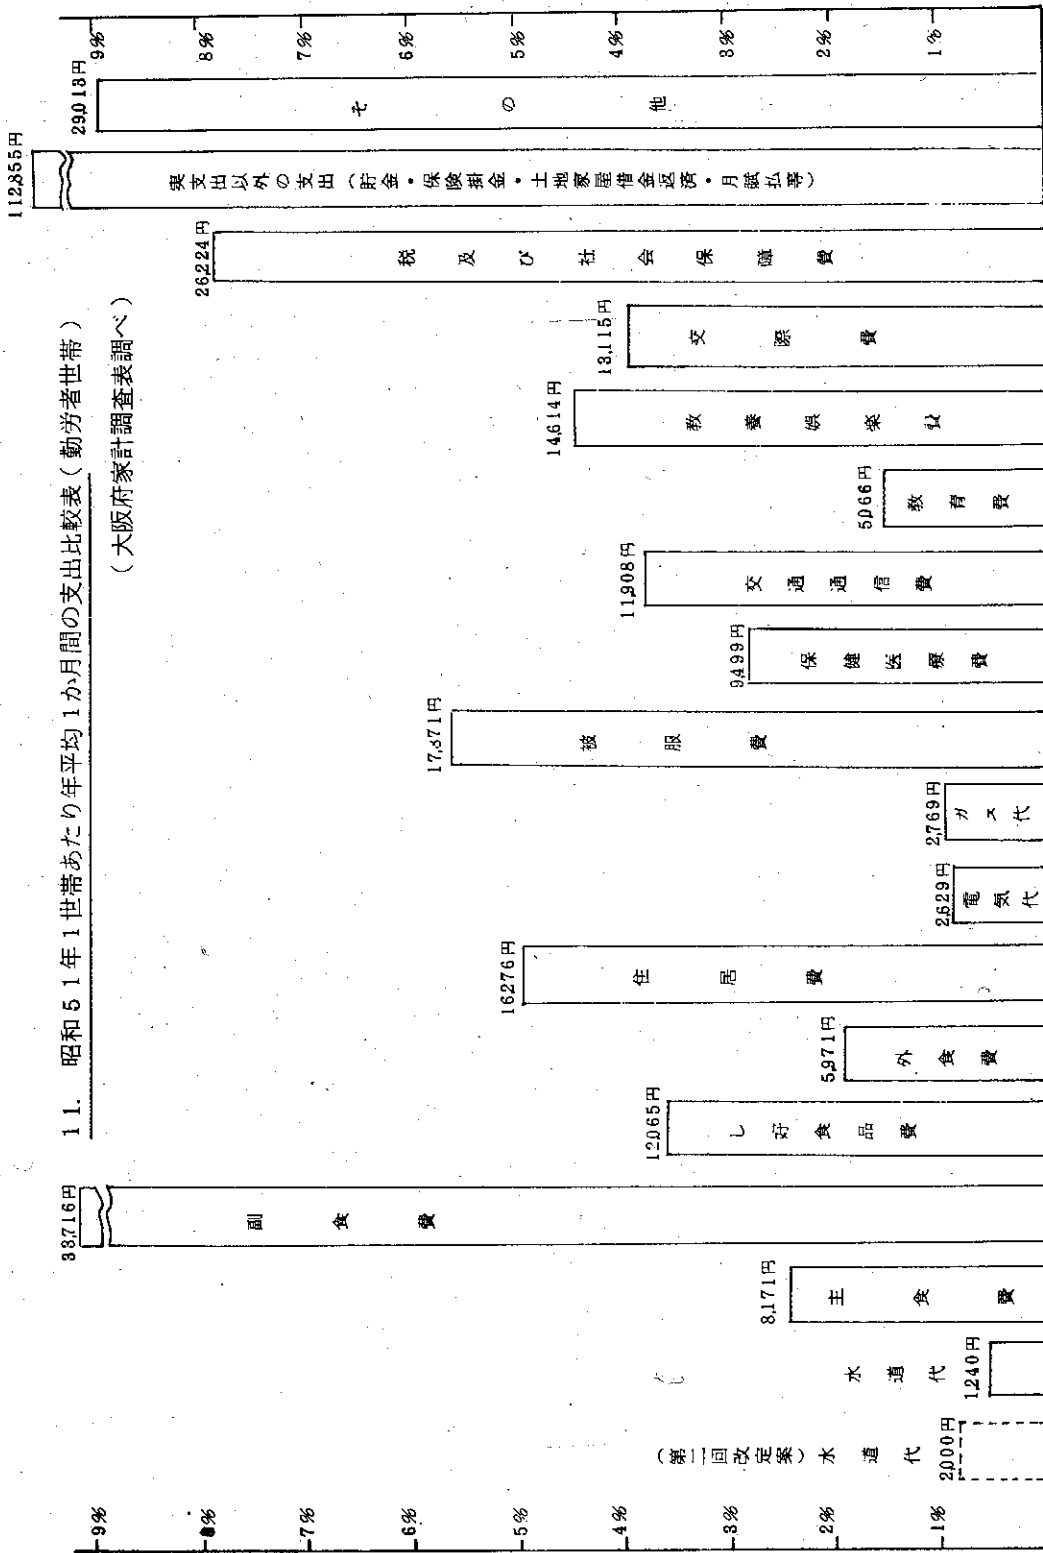 11. 昭和51年1世帯あたり年平均1か月間の支出比較表（勤労者世帯）
（大阪府家計調査表調べ）
9%
8%
7%
6%
5%
4%
3%
2%
1%
2,000円
（第二回改定案）水道代
1,240円
水道代
8,171円
主食費
38,716円
副食費
12,065円
し好食品費
5,971円
外食費
16,276円
住居費
2,629円
電気代
2,769円
ガス代
17,871円
被服費
9,499円
保健医療費
11,908円
交通通信費
5,066円
教育費
14,614円
教養娯楽費
13,115円
交際費
26,224円
税及び社会保障費
112,855円
実支出以外の支出（貯金・保険掛金・土地家屋借金返済・月賦払等）
29,013円
その他
9%
8%
7%
6%
5%
4%
3%
2%
1%